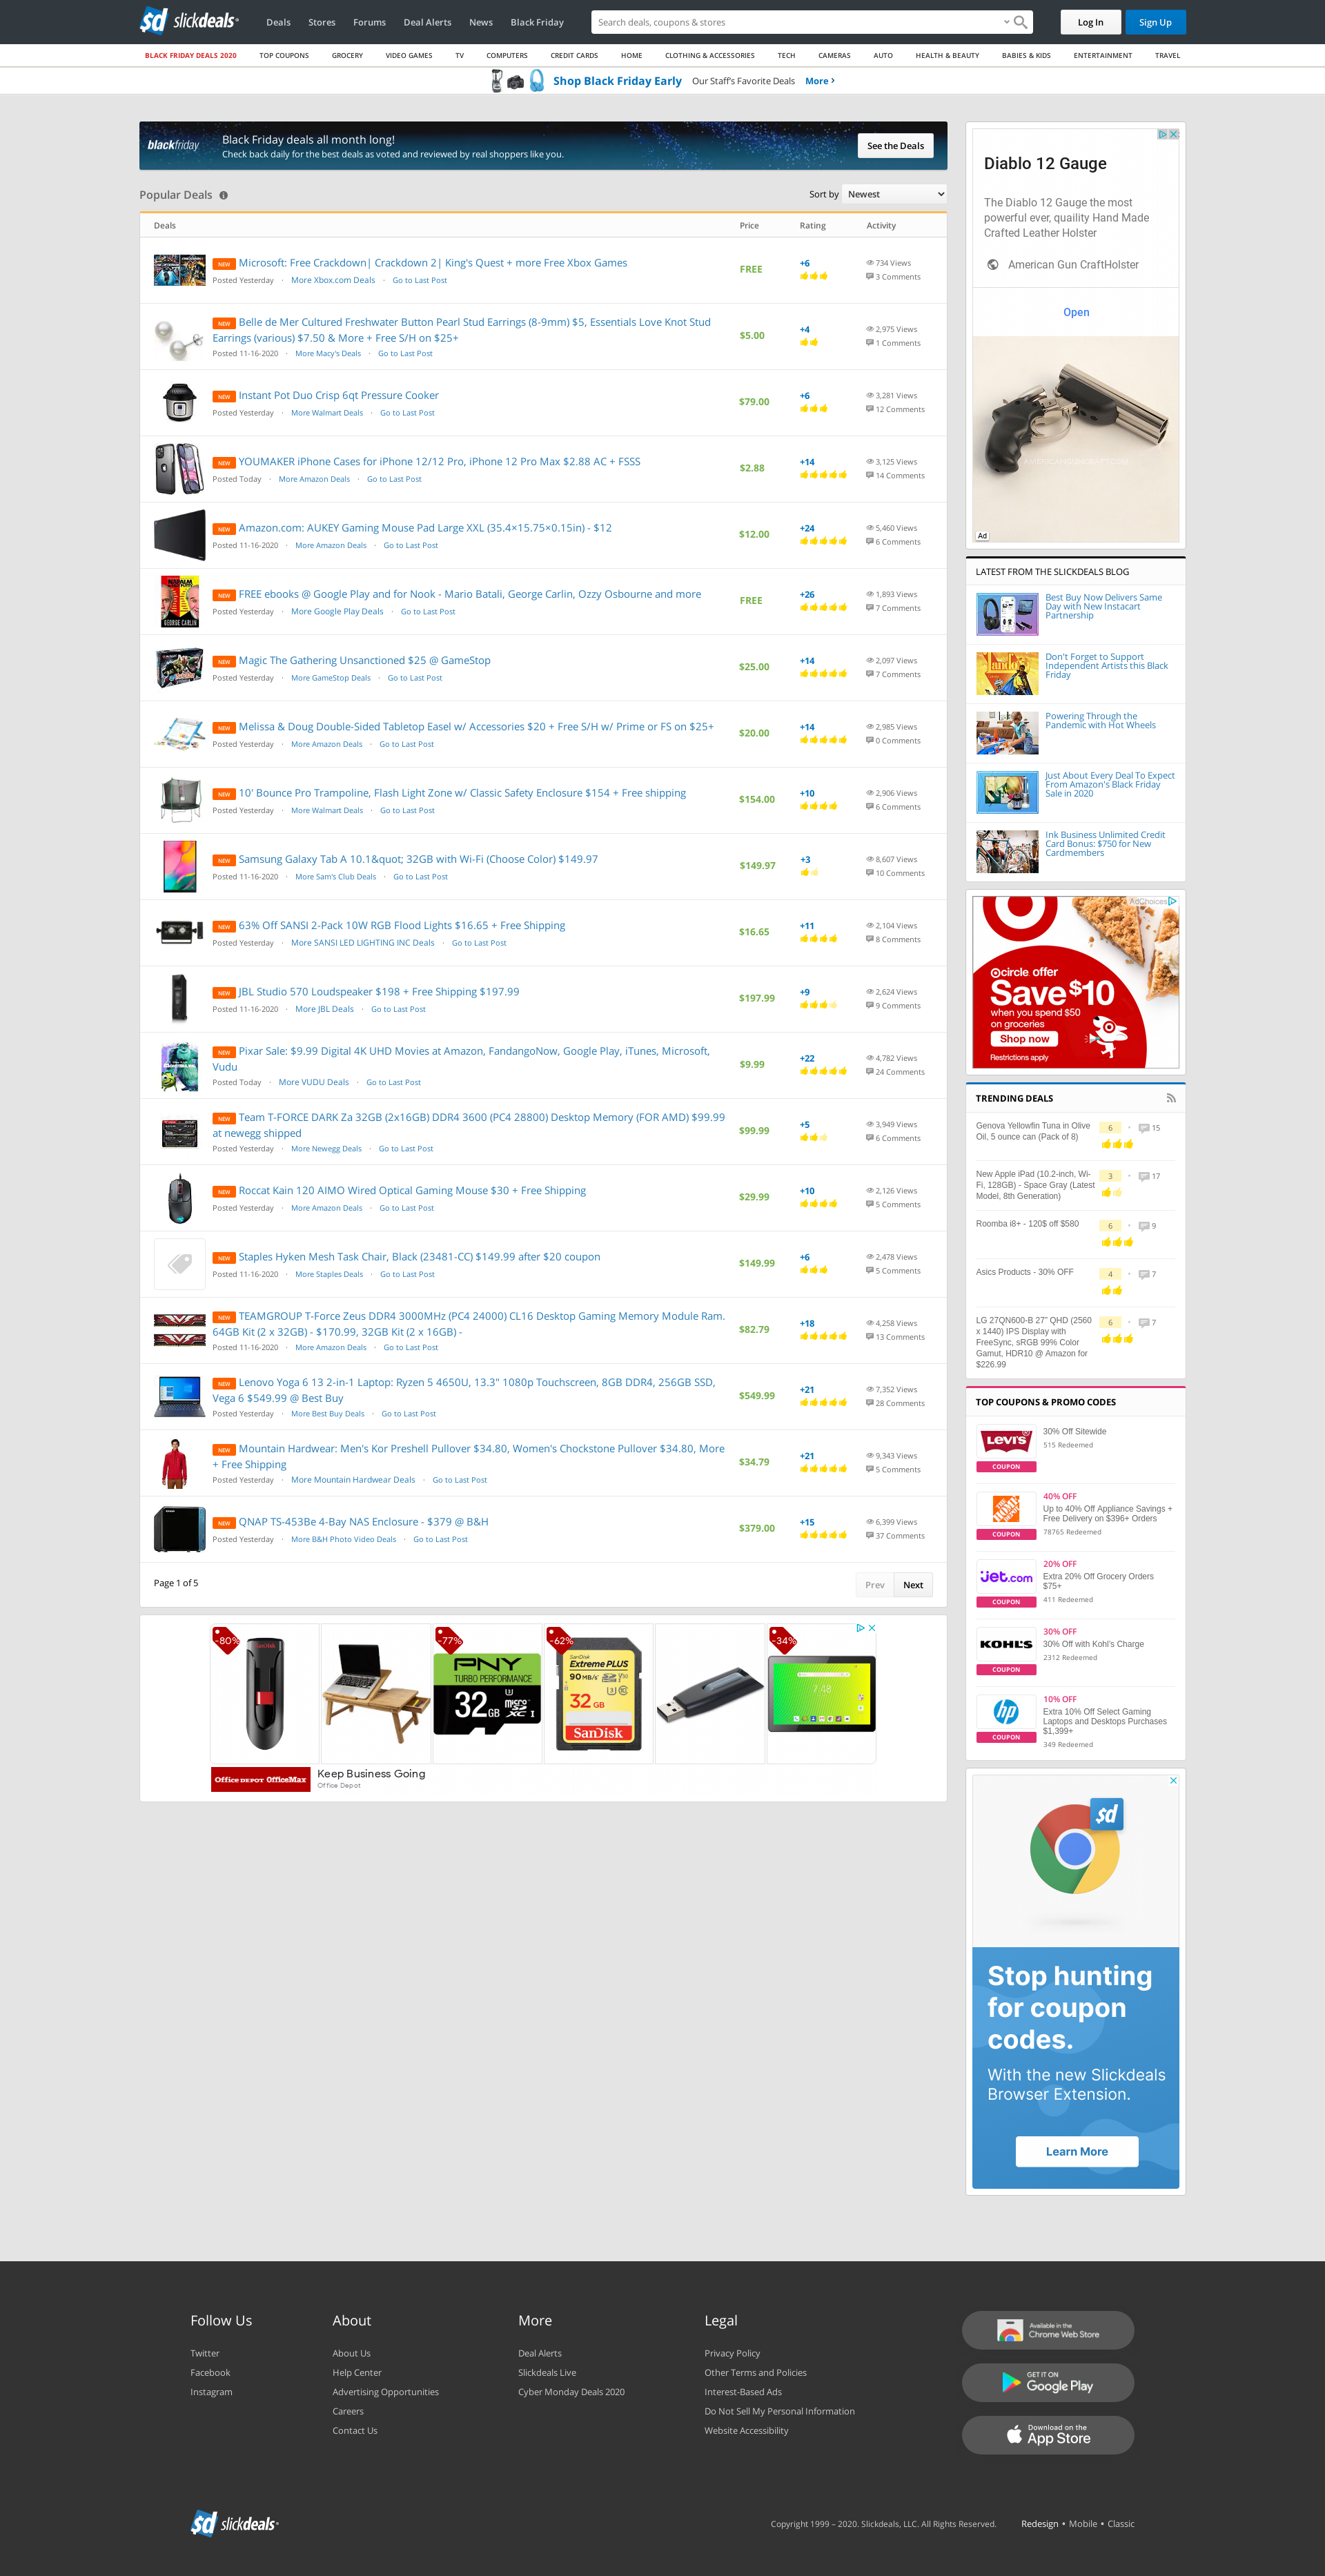 slickdeals
Deals Stores Forums Deal Alerts News Black Friday
Search deals, coupons & stores
Log In
Sign Up
BLACK FRIDAY DEALS 2020 TOP COUPONS GROCERY VIDEO GAMES TV COMPUTERS CREDIT CARDS HOME CLOTHING & ACCESSORIES TECH CAMERAS AUTO HEALTH & BEAUTY BABIES & KIDS ENTERTAINMENT TRAVEL
Shop Black Friday Early Our Staff's Favorite Deals More ›
blackfriday
Black Friday deals all month long!
Check back daily for the best deals as voted and reviewed by real shoppers like you.
See the Deals
Popular Deals
Sort by Newest
Deals Price Rating Activity
NEW Microsoft: Free Crackdown| Crackdown 2| King's Quest + more Free Xbox Games
Posted Yesterday · More Xbox.com Deals · Go to Last Post
FREE
+6
734 Views
3 Comments
NEW Belle de Mer Cultured Freshwater Button Pearl Stud Earrings (8-9mm) $5, Essentials Love Knot Stud
Earrings (various) $7.50 & More + Free S/H on $25+
Posted 11-16-2020 · More Macy's Deals · Go to Last Post
$5.00
+4
2,975 Views
1 Comments
NEW Instant Pot Duo Crisp 6qt Pressure Cooker
Posted Yesterday · More Walmart Deals · Go to Last Post
$79.00
+6
3,281 Views
12 Comments
NEW YOUMAKER iPhone Cases for iPhone 12/12 Pro, iPhone 12 Pro Max $2.88 AC + FSSS
Posted Today · More Amazon Deals · Go to Last Post
$2.88
+14
3,125 Views
14 Comments
NEW Amazon.com: AUKEY Gaming Mouse Pad Large XXL (35.4×15.75×0.15in) - $12
Posted 11-16-2020 · More Amazon Deals · Go to Last Post
$12.00
+24
5,460 Views
6 Comments
GEORGE CARLIN
NEW FREE ebooks @ Google Play and for Nook - Mario Batali, George Carlin, Ozzy Osbourne and more
Posted Yesterday · More Google Play Deals · Go to Last Post
FREE
+26
1,893 Views
7 Comments
NEW Magic The Gathering Unsanctioned $25 @ GameStop
Posted Yesterday · More GameStop Deals · Go to Last Post
$25.00
+14
2,097 Views
7 Comments
NEW Melissa & Doug Double-Sided Tabletop Easel w/ Accessories $20 + Free S/H w/ Prime or FS on $25+
Posted Yesterday · More Amazon Deals · Go to Last Post
$20.00
+14
2,985 Views
0 Comments
NEW 10' Bounce Pro Trampoline, Flash Light Zone w/ Classic Safety Enclosure $154 + Free shipping
Posted Yesterday · More Walmart Deals · Go to Last Post
$154.00
+10
2,906 Views
6 Comments
NEW Samsung Galaxy Tab A 10.1&quot; 32GB with Wi-Fi (Choose Color) $149.97
Posted 11-16-2020 · More Sam's Club Deals · Go to Last Post
$149.97
+3
8,607 Views
10 Comments
NEW 63% Off SANSI 2-Pack 10W RGB Flood Lights $16.65 + Free Shipping
Posted Yesterday · More SANSI LED LIGHTING INC Deals · Go to Last Post
$16.65
+11
2,104 Views
8 Comments
NEW JBL Studio 570 Loudspeaker $198 + Free Shipping $197.99
Posted 11-16-2020 · More JBL Deals · Go to Last Post
$197.99
+9
2,624 Views
9 Comments
NEW Pixar Sale: $9.99 Digital 4K UHD Movies at Amazon, FandangoNow, Google Play, iTunes, Microsoft,
Vudu
Posted Today · More VUDU Deals · Go to Last Post
$9.99
+22
4,782 Views
24 Comments
NEW Team T-FORCE DARK Za 32GB (2x16GB) DDR4 3600 (PC4 28800) Desktop Memory (FOR AMD) $99.99
at newegg shipped
Posted Yesterday · More Newegg Deals · Go to Last Post
$99.99
+5
3,949 Views
6 Comments
NEW Roccat Kain 120 AIMO Wired Optical Gaming Mouse $30 + Free Shipping
Posted Yesterday · More Amazon Deals · Go to Last Post
$29.99
+10
2,126 Views
5 Comments
NEW Staples Hyken Mesh Task Chair, Black (23481-CC) $149.99 after $20 coupon
Posted 11-16-2020 · More Staples Deals · Go to Last Post
$149.99
+6
2,478 Views
5 Comments
NEW TEAMGROUP T-Force Zeus DDR4 3000MHz (PC4 24000) CL16 Desktop Gaming Memory Module Ram.
64GB Kit (2 x 32GB) - $170.99, 32GB Kit (2 x 16GB) -
Posted 11-16-2020 · More Amazon Deals · Go to Last Post
$82.79
+18
4,258 Views
13 Comments
NEW Lenovo Yoga 6 13 2-in-1 Laptop: Ryzen 5 4650U, 13.3" 1080p Touchscreen, 8GB DDR4, 256GB SSD,
Vega 6 $549.99 @ Best Buy
Posted Yesterday · More Best Buy Deals · Go to Last Post
$549.99
+21
7,352 Views
28 Comments
NEW Mountain Hardwear: Men's Kor Preshell Pullover $34.80, Women's Chockstone Pullover $34.80, More
+ Free Shipping
Posted Yesterday · More Mountain Hardwear Deals · Go to Last Post
$34.79
+21
9,343 Views
5 Comments
NEW QNAP TS-453Be 4-Bay NAS Enclosure - $379 @ B&H
Posted Yesterday · More B&H Photo Video Deals · Go to Last Post
$379.00
+15
6,399 Views
37 Comments
Page 1 of 5
Prev Next
-80% -77% -62% -34%
PNY
TURBO PERFORMANCE
32GB microSD
SanDisk
Extreme PLUS
90 MB/s
32 GB
SanDisk
7:48
Office DEPOT OfficeMax
Keep Business Going
Office Depot
Diablo 12 Gauge
The Diablo 12 Gauge the most
powerful ever, quaility Hand Made
Crafted Leather Holster
American Gun CraftHolster
Open
AMERICANGUNCRAFT.COM
Ad
LATEST FROM THE SLICKDEALS BLOG
Best Buy Now Delivers Same
Day with New Instacart
Partnership
Don't Forget to Support
Independent Artists this Black
Friday
Powering Through the
Pandemic with Hot Wheels
Just About Every Deal To Expect
From Amazon's Black Friday
Sale in 2020
Ink Business Unlimited Credit
Card Bonus: $750 for New
Cardmembers
AdChoices
circle offer
Save $10
when you spend $50
on groceries
Shop now
Restrictions apply
TRENDING DEALS
Genova Yellowfin Tuna in Olive
Oil, 5 ounce can (Pack of 8)
6 • 15
New Apple iPad (10.2-inch, Wi-
Fi, 128GB) - Space Gray (Latest
Model, 8th Generation)
3 • 17
Roomba i8+ - 120$ off $580
6 • 9
Asics Products - 30% OFF
4 • 7
LG 27QN600-B 27" QHD (2560
x 1440) IPS Display with
FreeSync, sRGB 99% Color
Gamut, HDR10 @ Amazon for
$226.99
6 • 7
TOP COUPONS & PROMO CODES
LEVI'S
COUPON
30% Off Sitewide
515 Redeemed
COUPON
40% OFF
Up to 40% Off Appliance Savings +
Free Delivery on $396+ Orders
78765 Redeemed
jet.com
COUPON
20% OFF
Extra 20% Off Grocery Orders
$75+
411 Redeemed
KOHL'S
COUPON
30% OFF
30% Off with Kohl's Charge
2312 Redeemed
hp
COUPON
10% OFF
Extra 10% Off Select Gaming
Laptops and Desktops Purchases
$1,399+
349 Redeemed
$d
Stop hunting
for coupon
codes.
With the new Slickdeals
Browser Extension.
Learn More
Follow Us
Twitter
Facebook
Instagram
About
About Us
Help Center
Advertising Opportunities
Careers
Contact Us
More
Deal Alerts
Slickdeals Live
Cyber Monday Deals 2020
Legal
Privacy Policy
Other Terms and Policies
Interest-Based Ads
Do Not Sell My Personal Information
Website Accessibility
Available in the
Chrome Web Store
GET IT ON
Google Play
Download on the
App Store
slickdeals
Copyright 1999 – 2020. Slickdeals, LLC. All Rights Reserved.
Redesign • Mobile • Classic